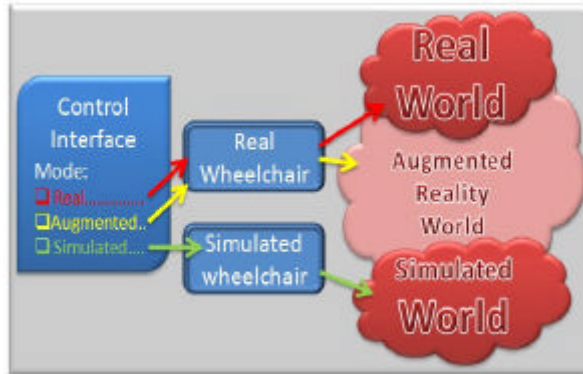 Control
Interface
Mode:
Real.............
Augmented..
Simulated.....
Real
Wheelchair
Simulated
wheelchair
Real
World
Augmented
Reality
World
Simulated
World